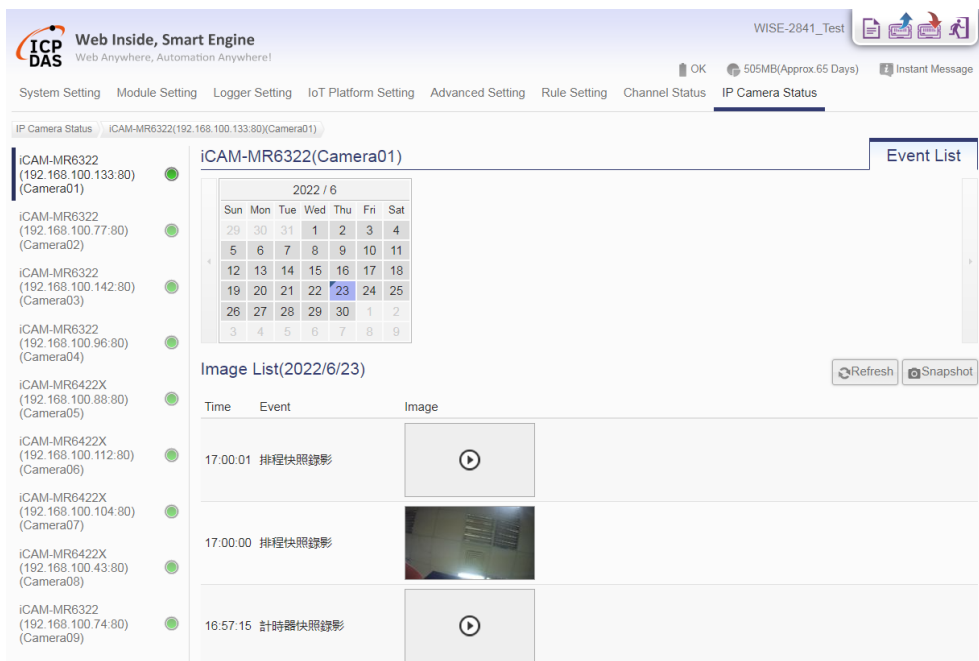 ICP
DAS
Web Inside, Smart Engine
Web Anywhere, Automation Anywhere!
WISE-2841_Test
OK
505MB(Approx.65 Days)
Instant Message
System Setting Module Setting Logger Setting IoT Platform Setting Advanced Setting Rule Setting Channel Status IP Camera Status
IP Camera Status iCAM-MR6322(192.168.100.133:80)(Camera01)
iCAM-MR6322
(192.168.100.133:80)
(Camera01)
iCAM-MR6322
(192.168.100.77:80)
(Camera02)
iCAM-MR6322
(192.168.100.142:80)
(Camera03)
iCAM-MR6322
(192.168.100.96:80)
(Camera04)
iCAM-MR6422X
(192.168.100.88:80)
(Camera05)
iCAM-MR6422X
(192.168.100.112:80)
(Camera06)
iCAM-MR6422X
(192.168.100.104:80)
(Camera07)
iCAM-MR6422X
(192.168.100.43:80)
(Camera08)
iCAM-MR6322
(192.168.100.74:80)
(Camera09)
iCAM-MR6322(Camera01)
Event List
2022 / 6
Sun Mon Tue Wed Thu Fri Sat
29 30 31 1 2 3 4
5 6 7 8 9 10 11
12 13 14 15 16 17 18
19 20 21 22 23 24 25
26 27 28 29 30 1 2
3 4 5 6 7 8 9
Image List(2022/6/23)
Refresh Snapshot
Time Event Image
17:00:01 排程快照錄影
17:00:00 排程快照錄影
16:57:15 計時器快照錄影